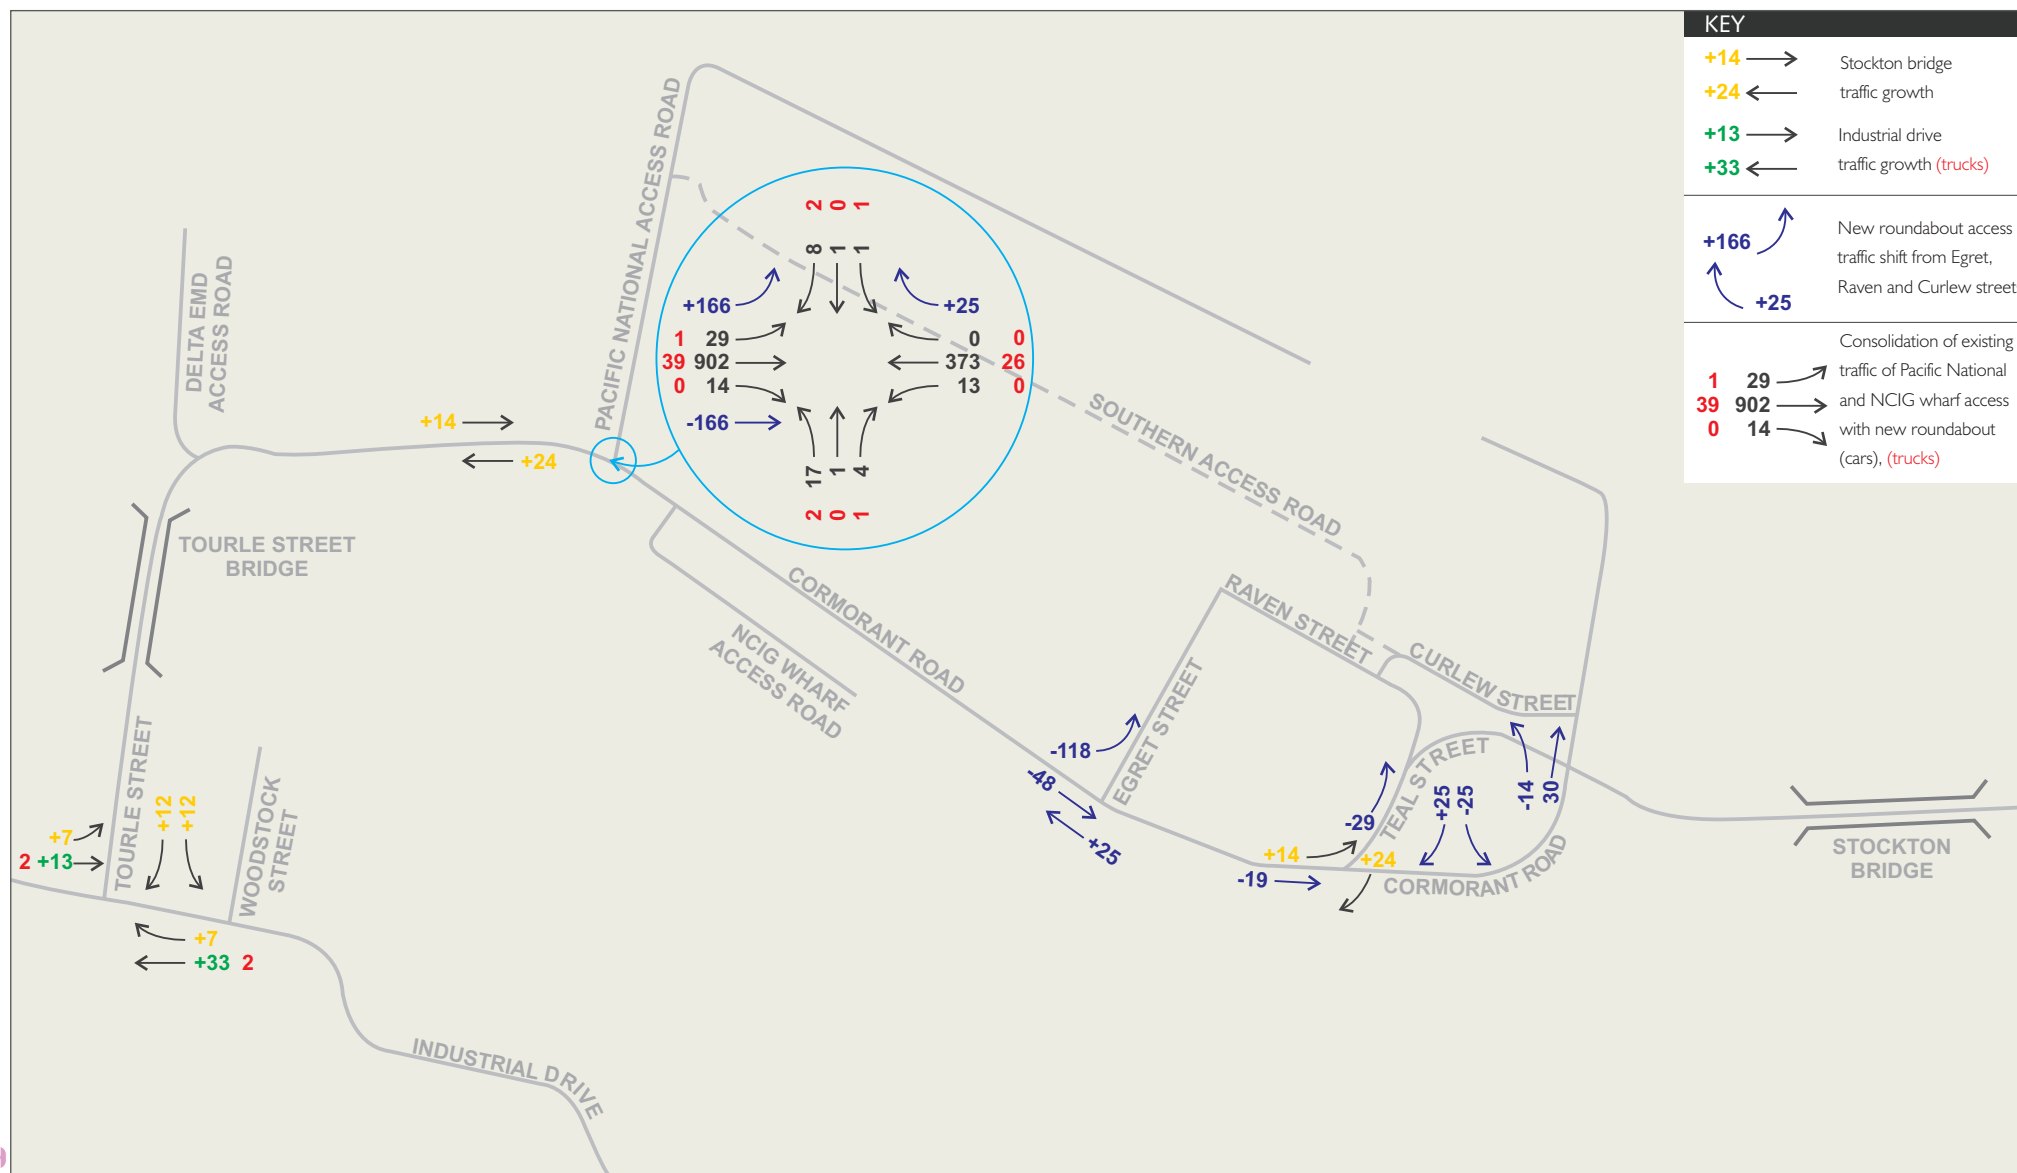 KEY
+14
Stockton bridge
+24
traffic growth
+13
Industrial drive
+33
traffic growth (trucks)
+166
New roundabout access
traffic shift from Egret,
Raven and Curlew street
+25
Consolidation of existing
1 29
traffic of Pacific National
39 902
and NCIG wharf access
0 14
with new roundabout
(cars), (trucks)
PACIFIC NATIONAL ACCESS ROAD
DELTA EMD
ACCESS ROAD
2 0 1
8 1 1
+166
+25
1 29
0 0
39 902
373 26
0 14
13 0
-166
17 1 4
2 0 1
+14
+24
SOUTHERN ACCESS ROAD
TOURLE STREET
BRIDGE
CORMORANT ROAD
NCIG WHARF
ACCESS ROAD
RAVEN STREET
CURLEW STREET
EGRET STREET
TEAL STREET
-118
-48
+25
-29
+25
-25
-14
30
+14
+24
-19
CORMORANT ROAD
STOCKTON
BRIDGE
TOURLE STREET
WOODSTOCK
STREET
+12
+12
+7
2 +13
+7
+33 2
INDUSTRIAL DRIVE